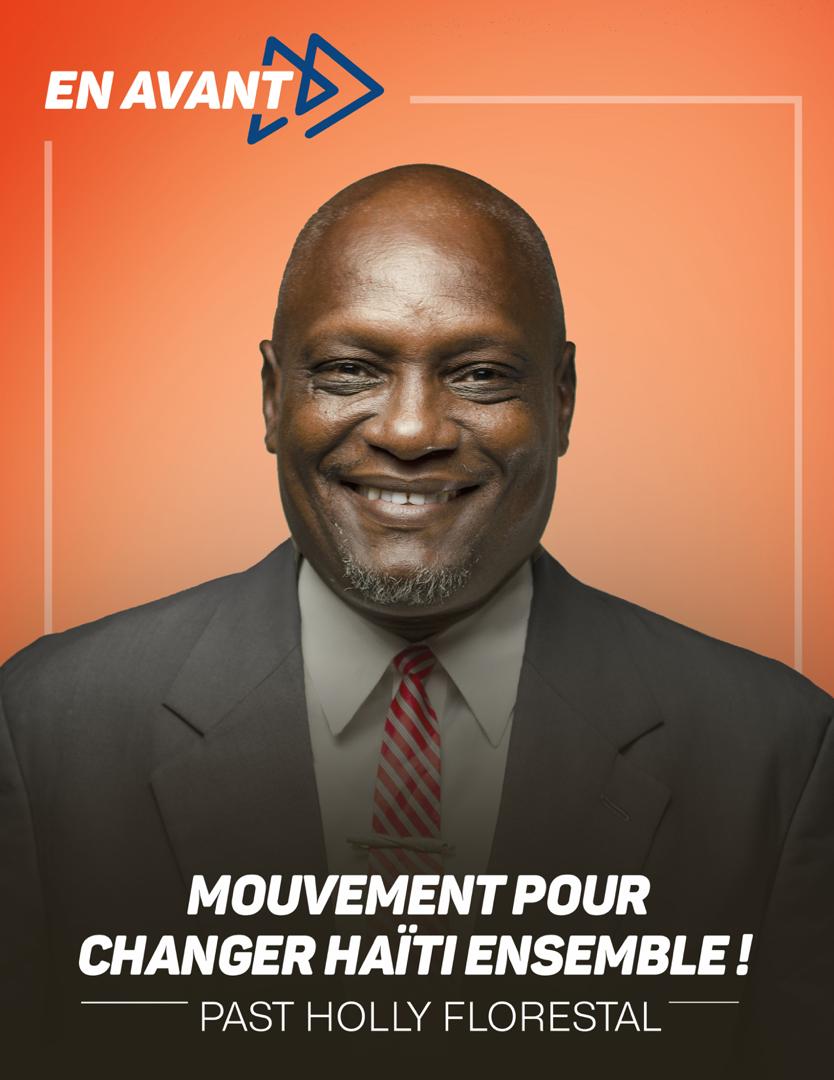 EN AVANT
MOUVEMENT POUR
CHANGER HAÏTI ENSEMBLE !
PAST HOLLY FLORESTAL